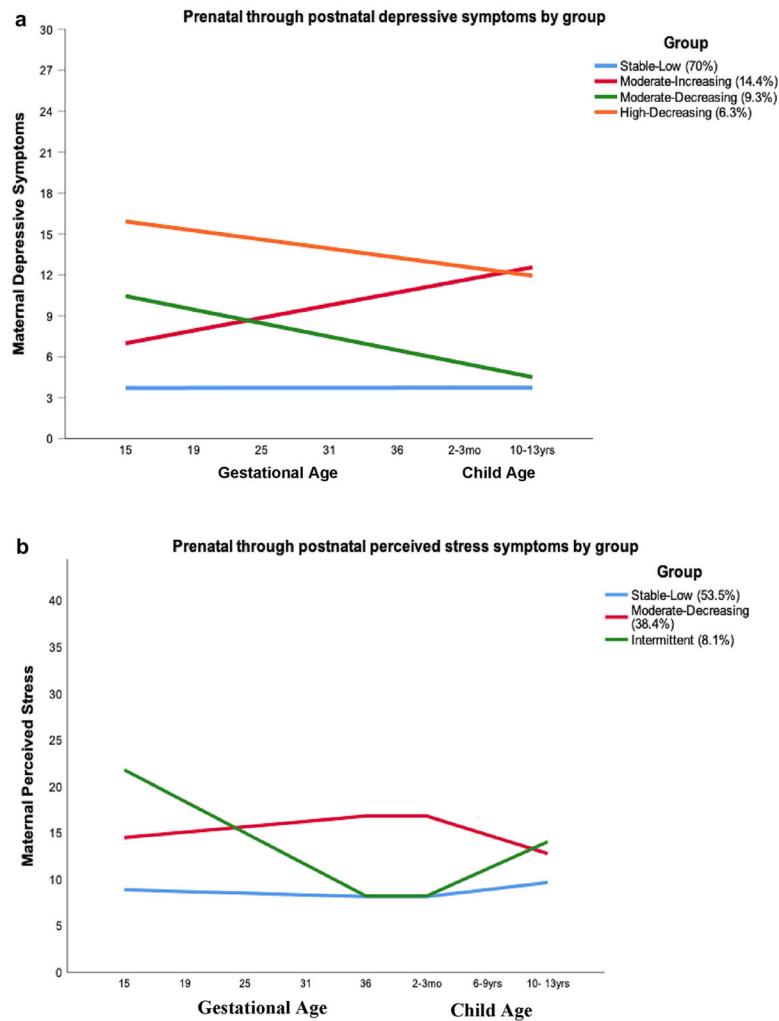 a
Prenatal through postnatal depressive symptoms by group
Group
Stable-Low (70%)
Moderate-Increasing (14.4%)
Moderate-Decreasing (9.3%)
High-Decreasing (6.3%)
Maternal Depressive Symptoms
30
27
24
21
18
15
12
9
6
3
0
15 19 25 31 36 2-3mo 10-13yrs
Gestational Age Child Age
b
Prenatal through postnatal perceived stress symptoms by group
Group
Stable-Low (53.5%)
Moderate-Decreasing
(38.4%)
Intermittent (8.1%)
Maternal Perceived Stress
40
35
30
25
20
15
10
5
0
15 19 25 31 36 2-3mo 6-9yrs 10- 13yrs
Gestational Age Child Age